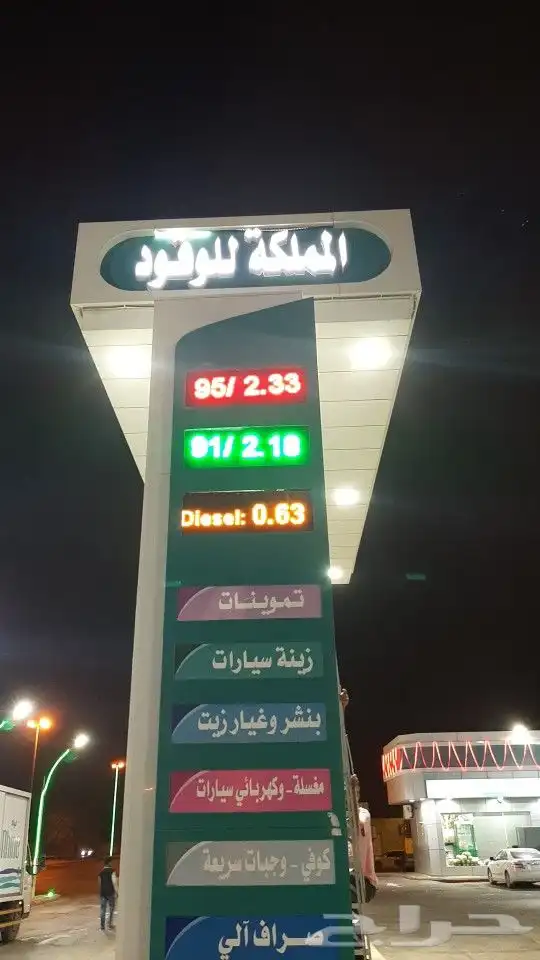 المملكة للوقود
95/ 2.33
91/ 2.18
Diesel: 0.63
تموينات
زينة سيارات
بنشر وغيار زيت
مغسلة - وكهربائي سيارات
كوفي - وجبات سريعة
صراف آلي
حراج